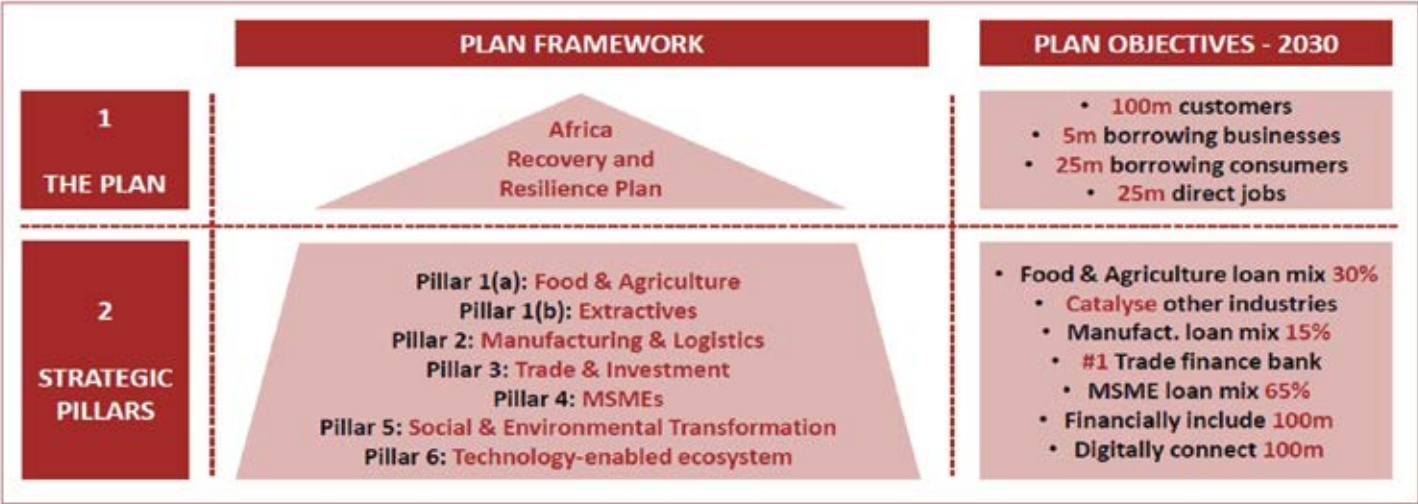 PLAN FRAMEWORK
PLAN OBJECTIVES - 2030
1
THE PLAN
Africa
Recovery and
Resilience Plan
• 100m customers
• 5m borrowing businesses
• 25m borrowing consumers
• 25m direct jobs
2
STRATEGIC
PILLARS
Pillar 1(a): Food & Agriculture
Pillar 1(b): Extractives
Pillar 2: Manufacturing & Logistics
Pillar 3: Trade & Investment
Pillar 4: MSMEs
Pillar 5: Social & Environmental Transformation
Pillar 6: Technology-enabled ecosystem
• Food & Agriculture loan mix 30%
• Catalyse other industries
• Manufact. loan mix 15%
• #1 Trade finance bank
• MSME loan mix 65%
• Financially include 100m
• Digitally connect 100m